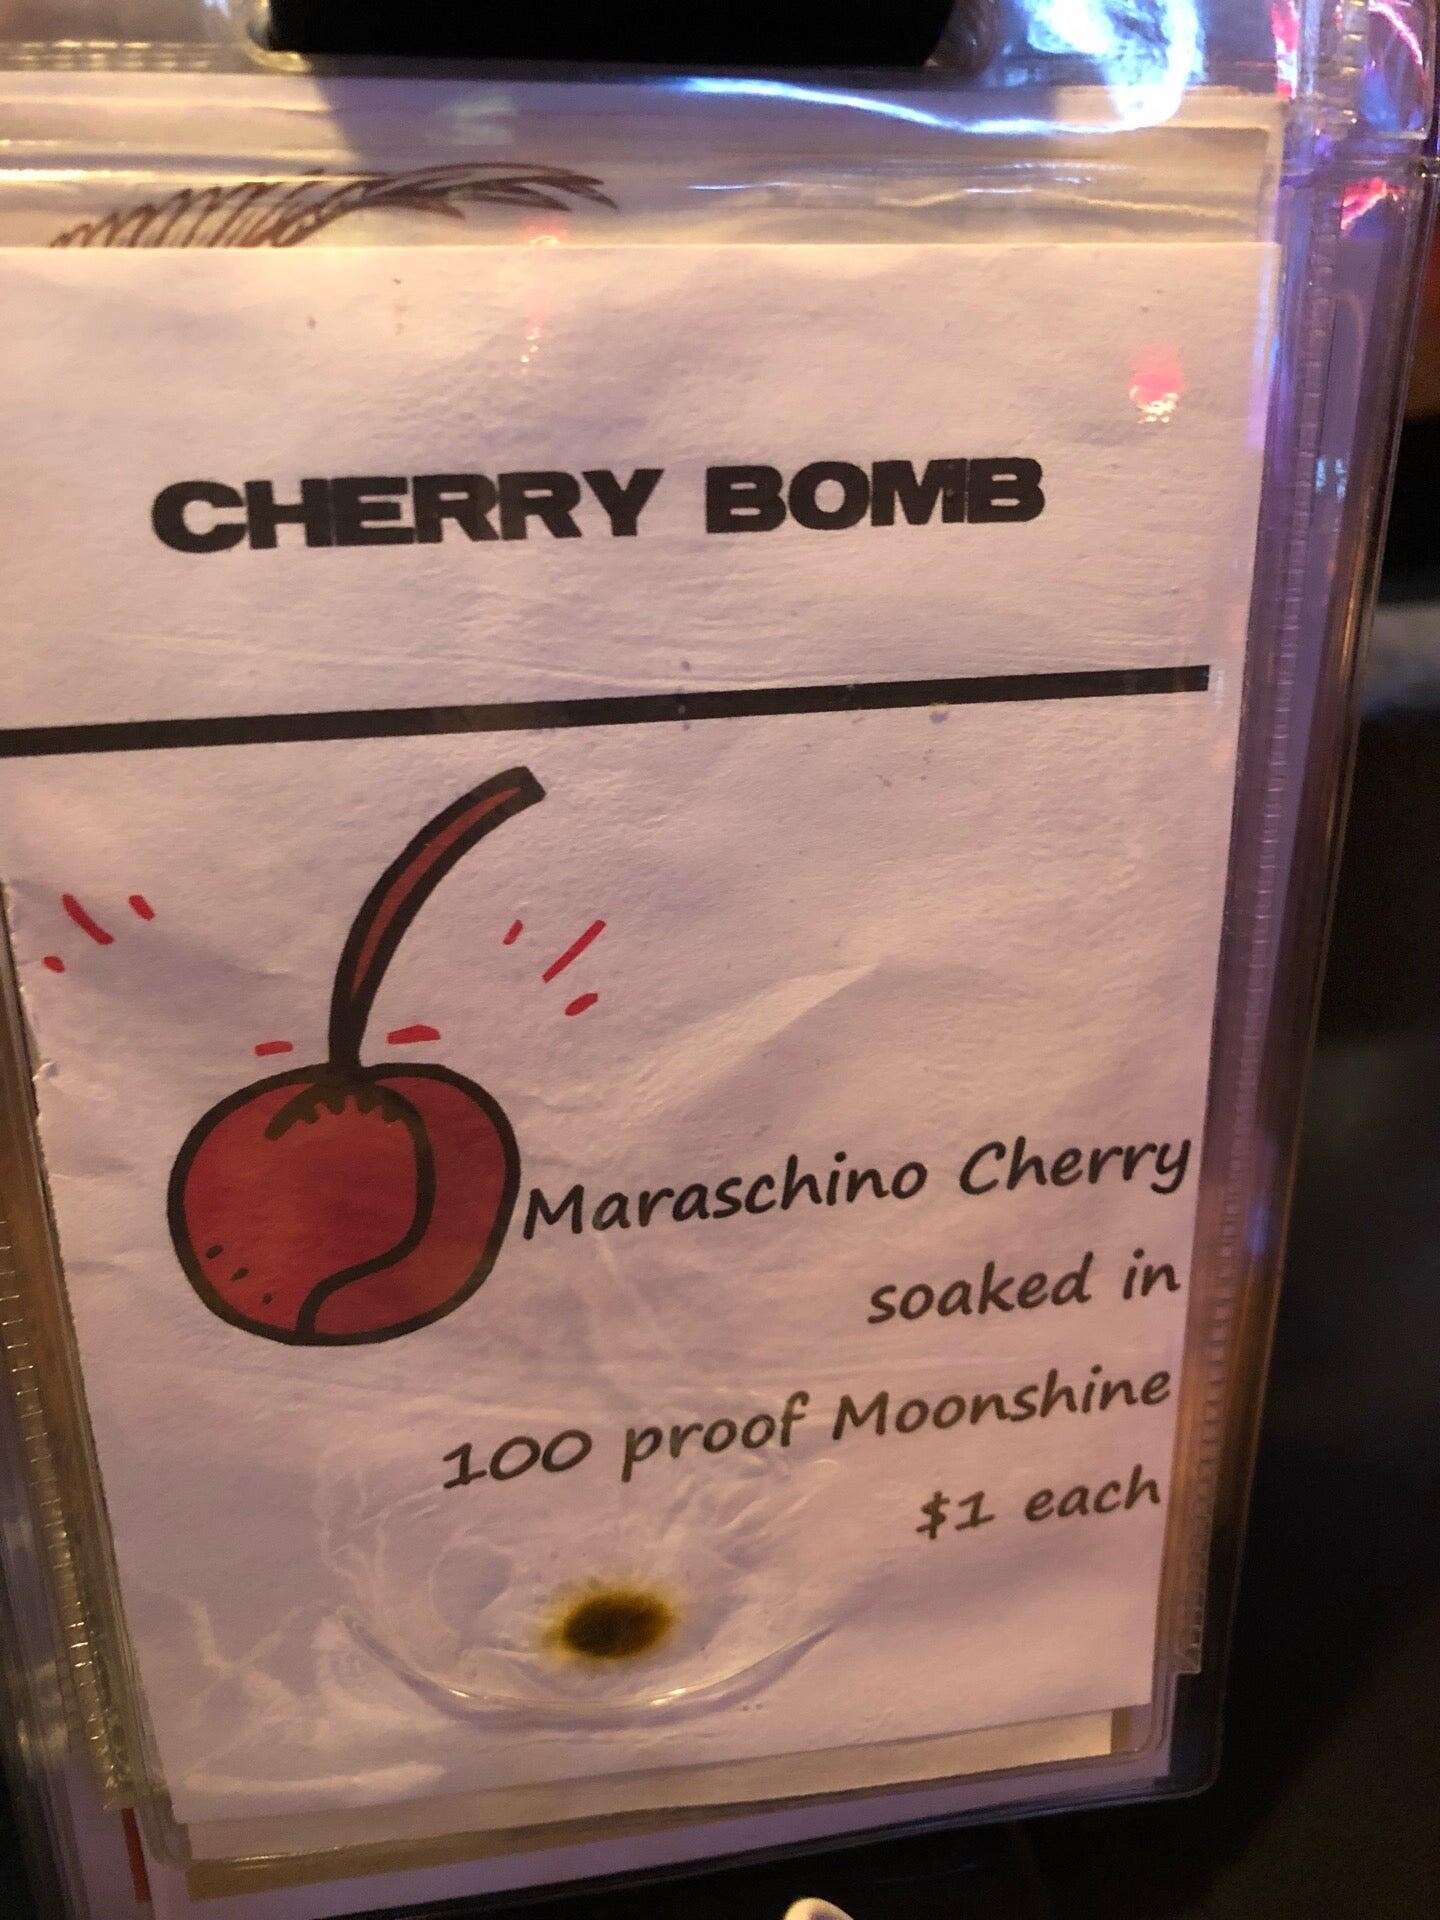 CHERRY BOMB
Maraschino Cherry
soaked in
100 proof Moonshine
$1 each